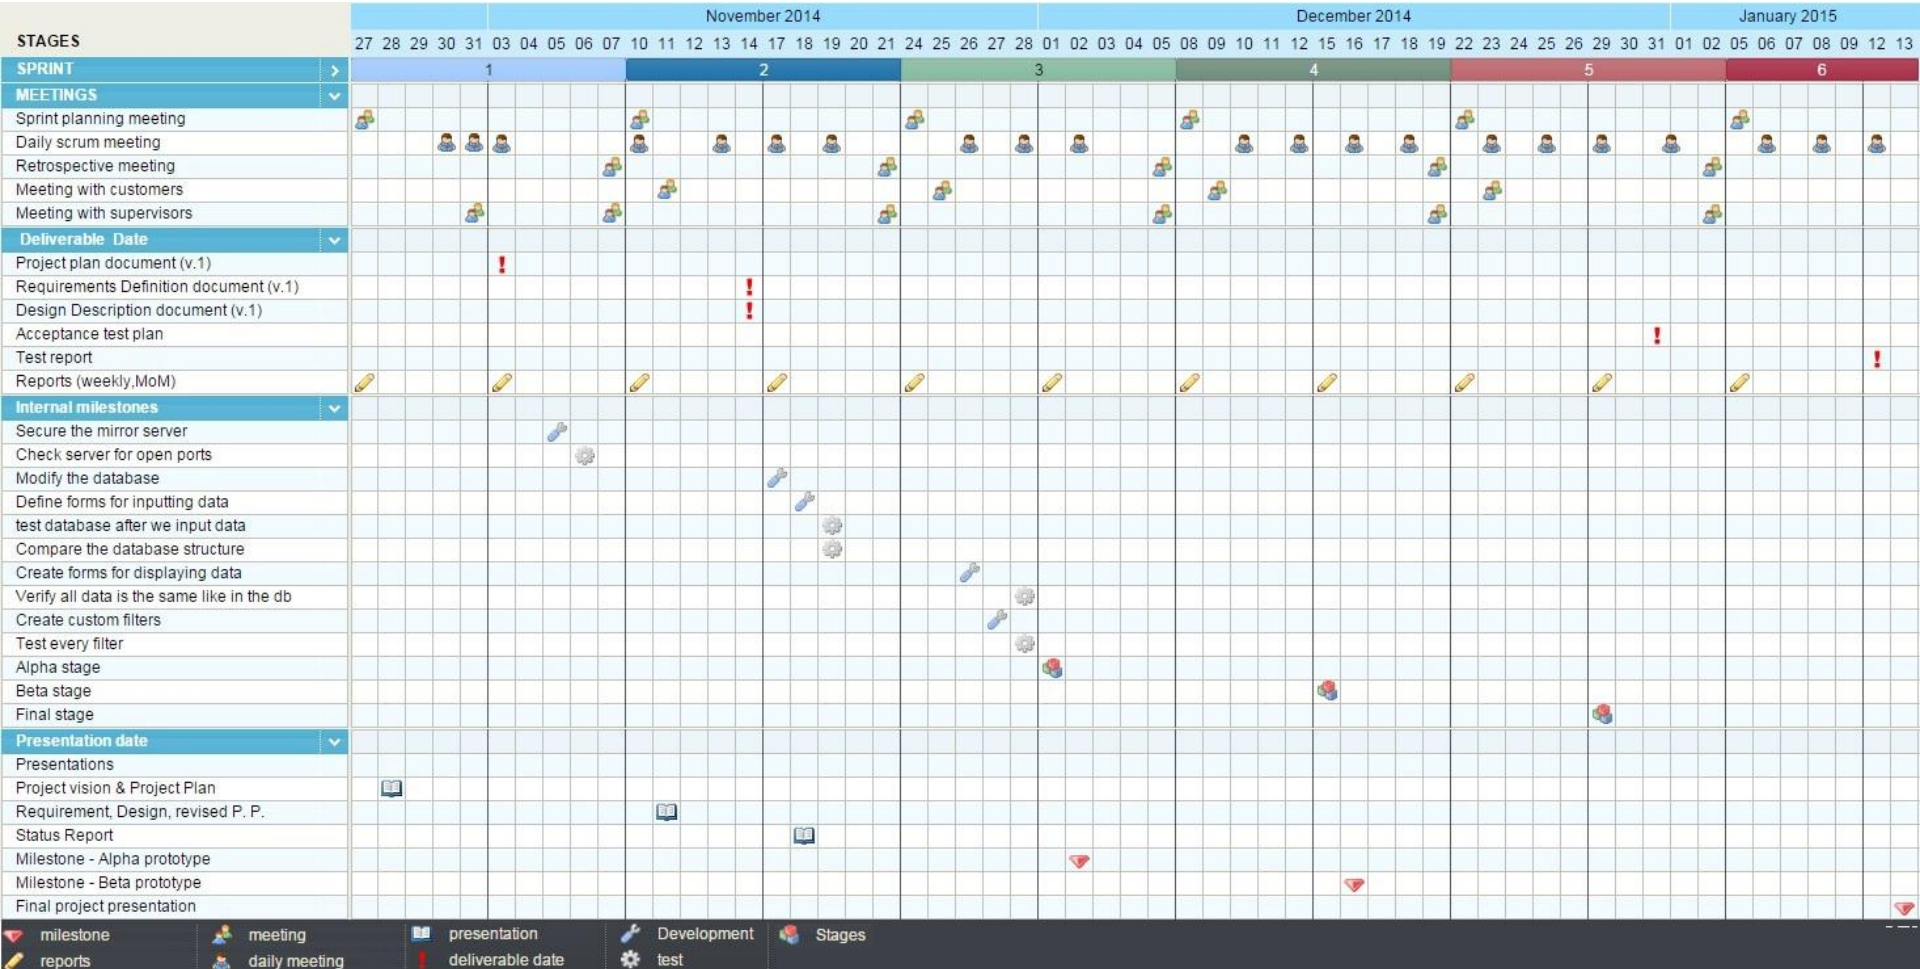 November 2014 December 2014 January 2015
STAGES 27 28 29 30 31 03 04 05 06 07 10 11 12 13 14 17 18 19 20 21 24 25 26 27 28 01 02 03 04 05 08 09 10 11 12 15 16 17 18 19 22 23 24 25 26 29 30 31 01 02 05 06 07 08 09 12 13
SPRINT 1 2 3 4 5 6
MEETINGS
Sprint planning meeting
Daily scrum meeting
Retrospective meeting
Meeting with customers
Meeting with supervisors
Deliverable Date
Project plan document (v.1)
Requirements Definition document (v.1)
Design Description document (v.1)
Acceptance test plan
Test report
Reports (weekly,MoM)
Internal milestones
Secure the mirror server
Check server for open ports
Modify the database
Define forms for inputting data
test database after we input data
Compare the database structure
Create forms for displaying data
Verify all data is the same like in the db
Create custom filters
Test every filter
Alpha stage
Beta stage
Final stage
Presentation date
Presentations
Project vision & Project Plan
Requirement, Design, revised P. P.
Status Report
Milestone - Alpha prototype
Milestone - Beta prototype
Final project presentation
milestone meeting presentation Development Stages
reports daily meeting deliverable date test